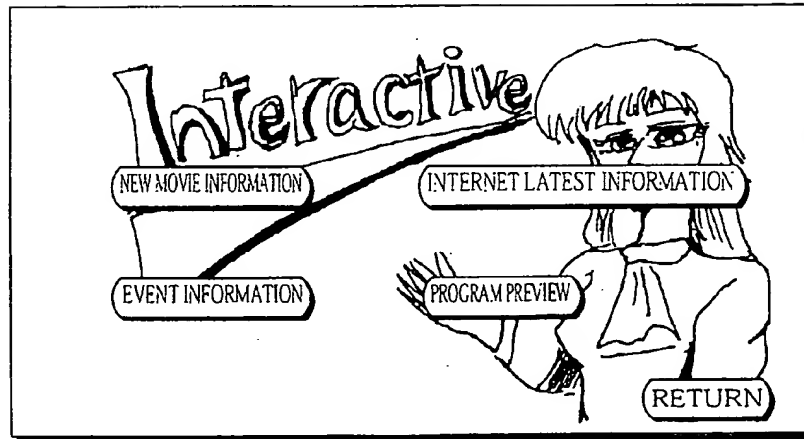 Interactive
NEW MOVIE INFORMATION
INTERNET LATEST INFORMATION
EVENT INFORMATION
PROGRAM PREVIEW
RETURN